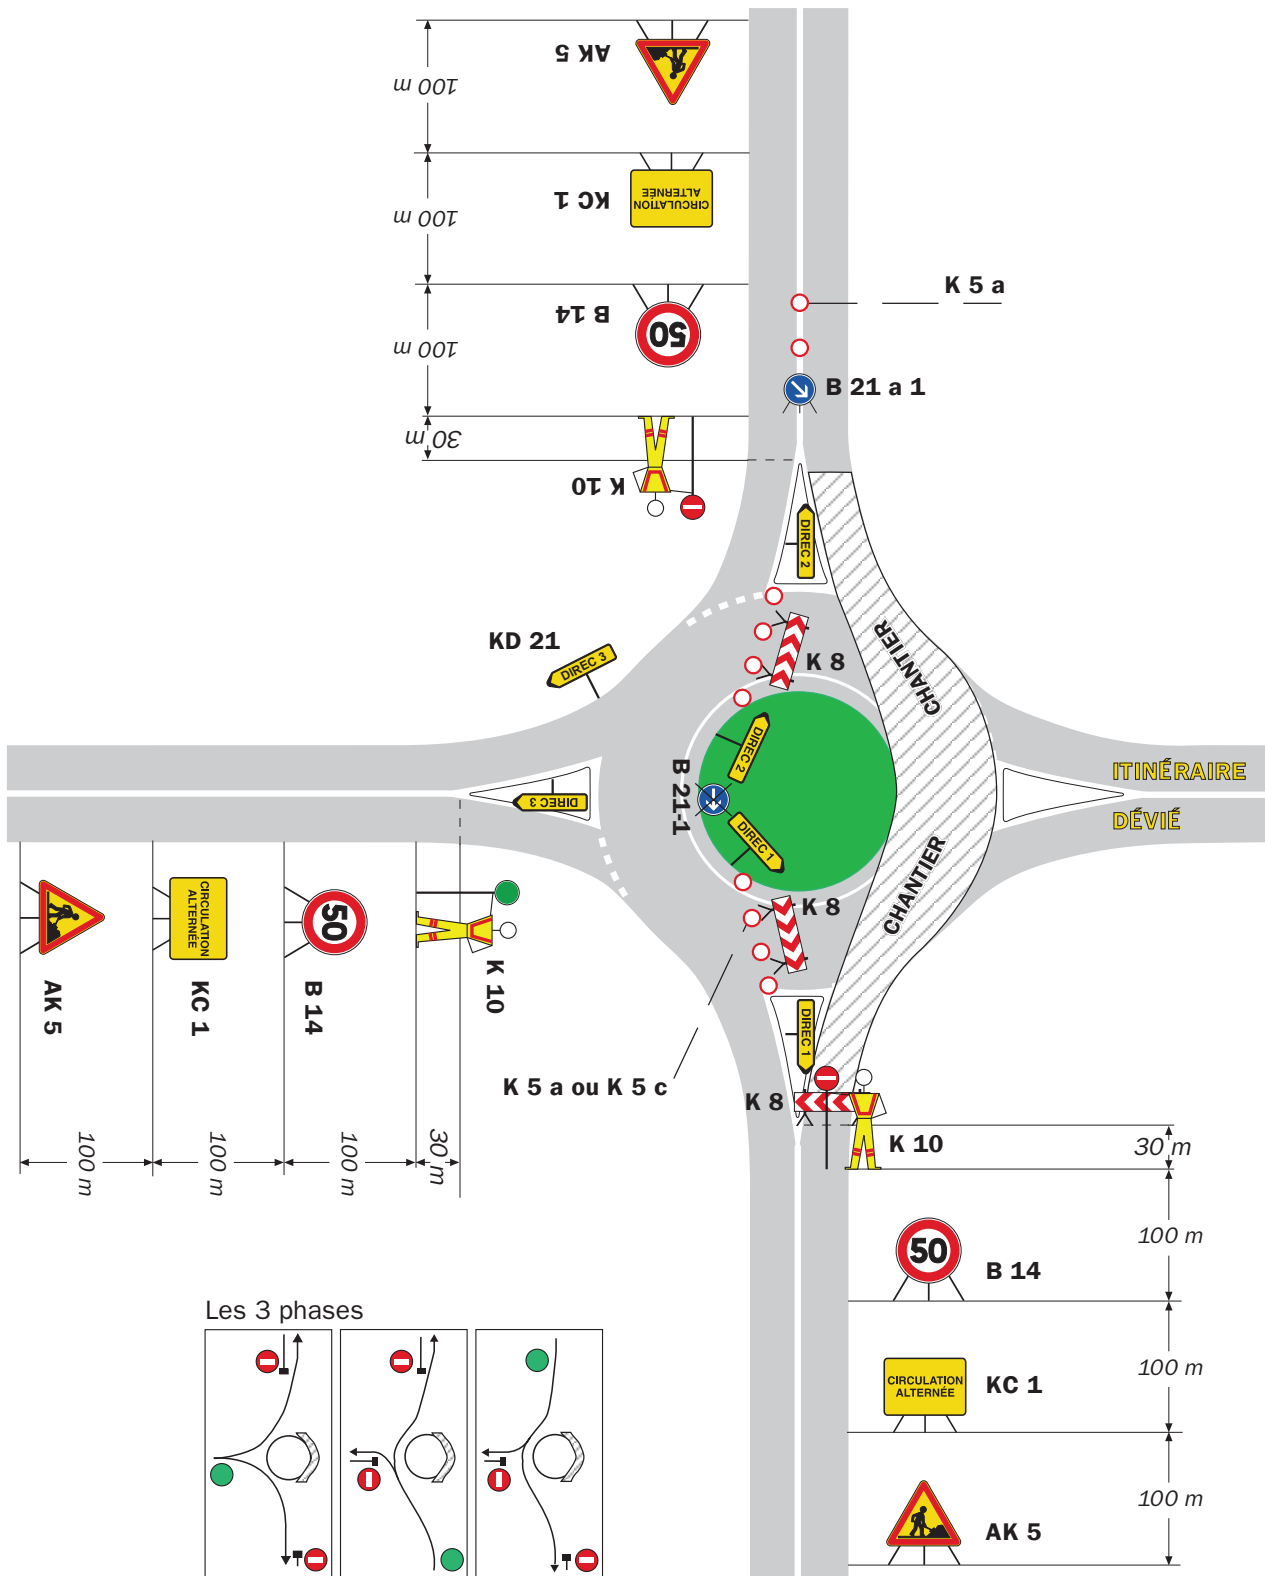 AK 5
100 m
KC 1
CIRCULATION
ALTERNÉE
100 m
K 5 a
B 14
50
100 m
B 21 a 1
30 m
K 10
DIREC 2
CHANTIER
KD 21
DIREC 3
K 8
DIREC 2
B 21-1
ITINÉRAIRE
DIREC 3
DÉVIÉ
DIREC 1
CHANTIER
K 8
CIRCULATION
ALTERNÉE
50
AK 5
KC 1
B 14
K 10
DIREC 1
K 5 a ou K 5 c
K 8
K 10
30 m
100 m
100 m
100 m
30 m
100 m
50
B 14
Les 3 phases
100 m
CIRCULATION
ALTERNÉE
KC 1
100 m
AK 5